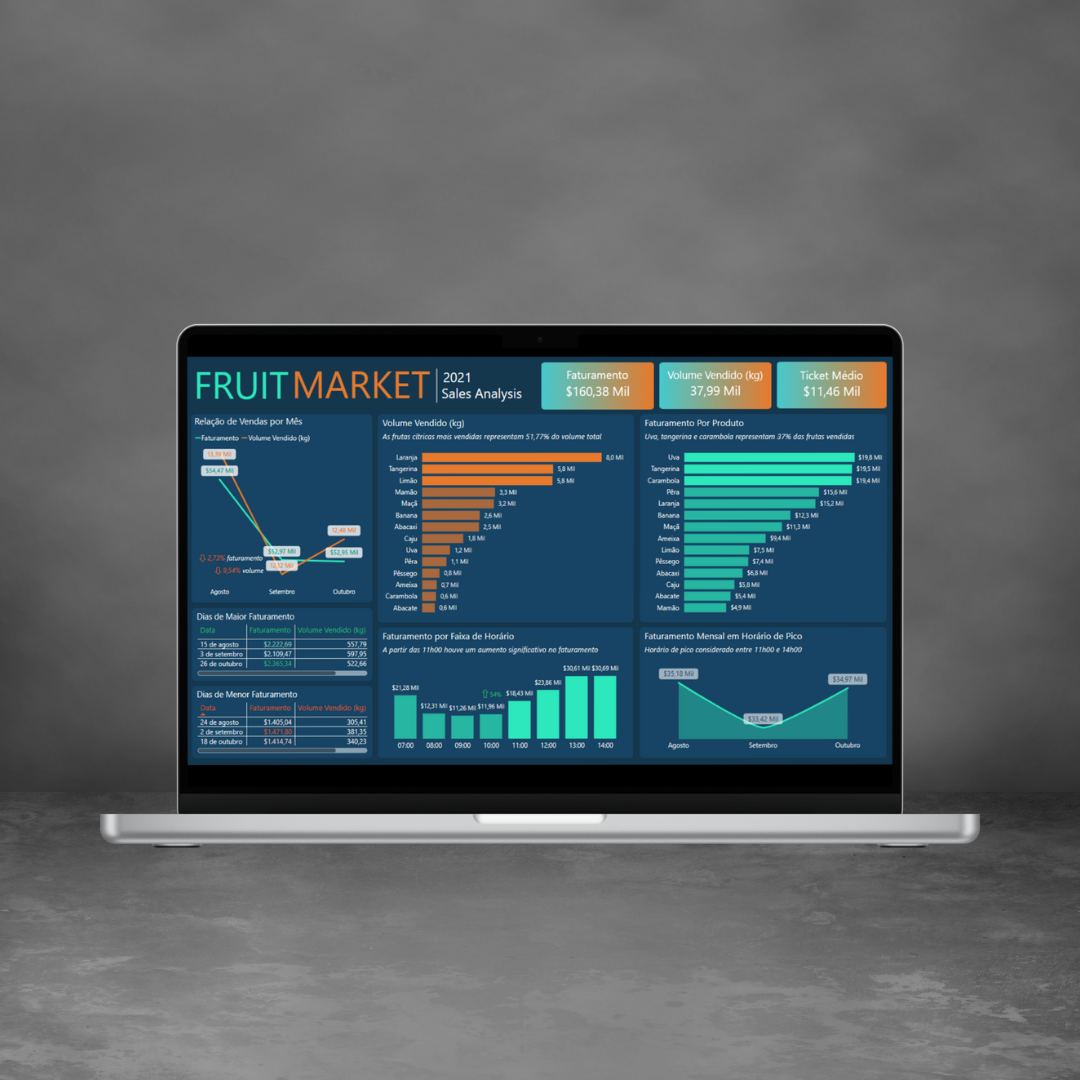 FRUIT MARKET
2021
Sales Analysis
Faturamento
$160,38 Mil
Volume Vendido (kg)
37,99 Mil
Ticket Médio
$11,46 Mil
Relação de Vendas por Mês
Faturamento Volume Vendido (kg)
$54,47 Mil
$52,97 Mil
12,12 Mil
12,49 Mil
$52,95 Mil
2,72% faturamento
9,54% volume
Agosto Setembro Outubro
Dias de Maior Faturamento
Data Faturamento Volume Vendido (kg)
15 de agosto $2.222,69 557,79
3 de setembro $2.109,47 597,95
26 de outubro $2.365,34 522,66
Dias de Menor Faturamento
Data Faturamento Volume Vendido (kg)
24 de agosto $1.405,04 305,41
2 de setembro $1.471,80 381,35
18 de outubro $1.414,74 340,23
Volume Vendido (kg)
As frutas cítricas mais vendidas representam 51,77% do volume total
Laranja 8,0 Mil
Tangerina 5,8 Mil
Limão 5,8 Mil
Mamão 3,3 Mil
Maçã 3,2 Mil
Banana 2,6 Mil
Abacaxi 2,5 Mil
Caju 1,8 Mil
Uva 1,2 Mil
Pêra 1,1 Mil
Pêssego 0,8 Mil
Ameixa 0,7 Mil
Carambola 0,6 Mil
Abacate 0,6 Mil
Faturamento Por Produto
Uva, tangerina e carambola representam 37% das frutas vendidas
Uva $19,8 Mil
Tangerina $19,5 Mil
Carambola $19,4 Mil
Pêra $15,6 Mil
Laranja $15,2 Mil
Banana $12,3 Mil
Maçã $11,3 Mil
Ameixa $9,4 Mil
Limão $7,5 Mil
Pêssego $7,4 Mil
Abacaxi $6,8 Mil
Caju $5,8 Mil
Abacate $5,4 Mil
Mamão $4,9 Mil
Faturamento por Faixa de Horário
A partir das 11h00 houve um aumento significativo no faturamento
$21,28 Mil $12,31 Mil $11,26 Mil $11,96 Mil $18,43 Mil $23,86 Mil $30,61 Mil $30,69 Mil
54%
07:00 08:00 09:00 10:00 11:00 12:00 13:00 14:00
Faturamento Mensal em Horário de Pico
Horário de pico considerado entre 11h00 e 14h00
$35,18 Mil $33,42 Mil $34,97 Mil
Agosto Setembro Outubro